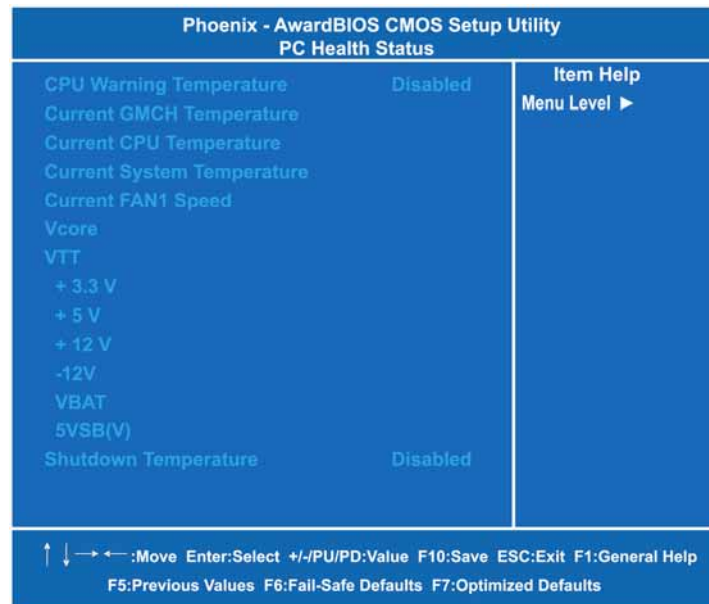 Phoenix - AwardBIOS CMOS Setup Utility
PC Health Status
CPU Warning Temperature Disabled
Current GMCH Temperature
Current CPU Temperature
Current System Temperature
Current FAN1 Speed
Vcore
VTT
+ 3.3 V
+ 5 V
+ 12 V
-12V
VBAT
5VSB(V)
Shutdown Temperature Disabled
Item Help
Menu Level ►
↑ ↓ → ← :Move Enter:Select +/-/PU/PD:Value F10:Save ESC:Exit F1:General Help
F5:Previous Values F6:Fail-Safe Defaults F7:Optimized Defaults